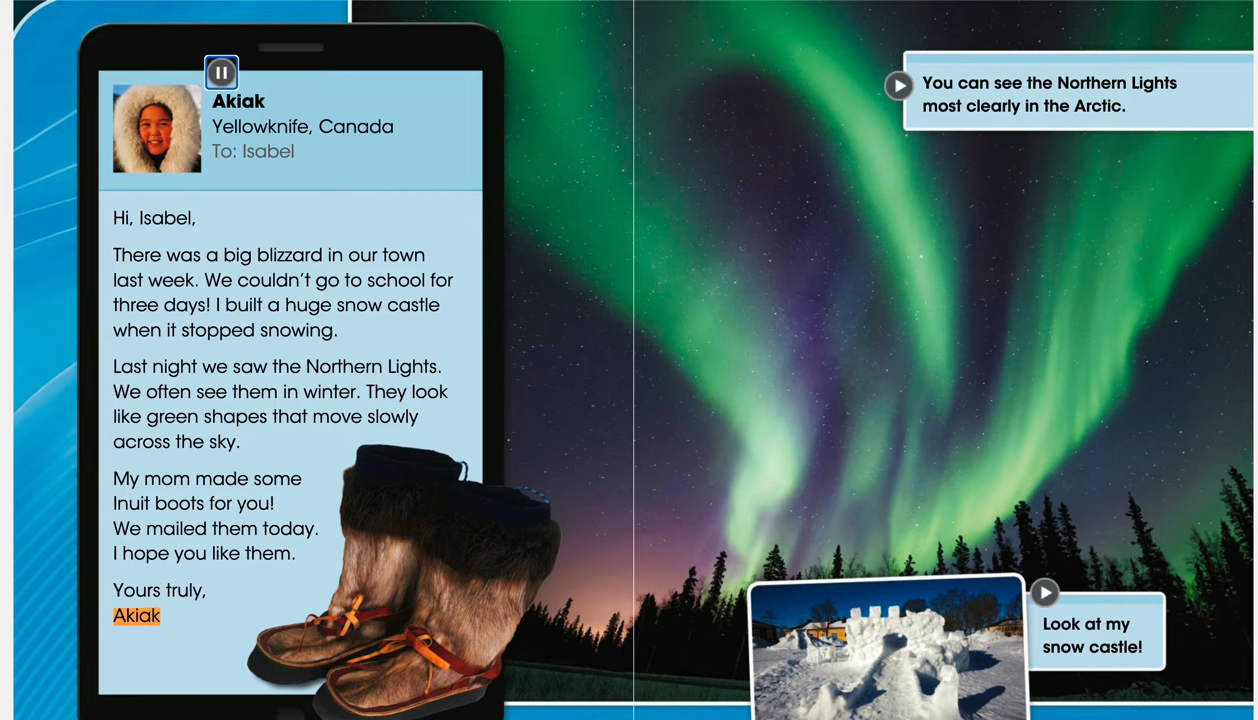 Akiak
Yellowknife, Canada
To: Isabel
Hi, Isabel,
There was a big blizzard in our town
last week. We couldn't go to school for
three days! I built a huge snow castle
when it stopped snowing.
Last night we saw the Northern Lights.
We often see them in winter. They look
like green shapes that move slowly
across the sky.
My mom made some
Inuit boots for you!
We mailed them today.
I hope you like them.
Yours truly,
Akiak
You can see the Northern Lights
most clearly in the Arctic.
Look at my
snow castle!